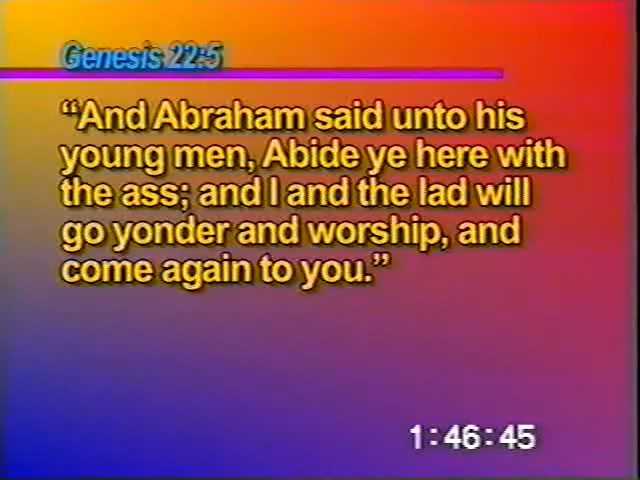 Genesis 22:5
“And Abraham said unto his
young men, Abide ye here with
the ass; and I and the lad will
go yonder and worship, and
come again to you.”
1:46:45